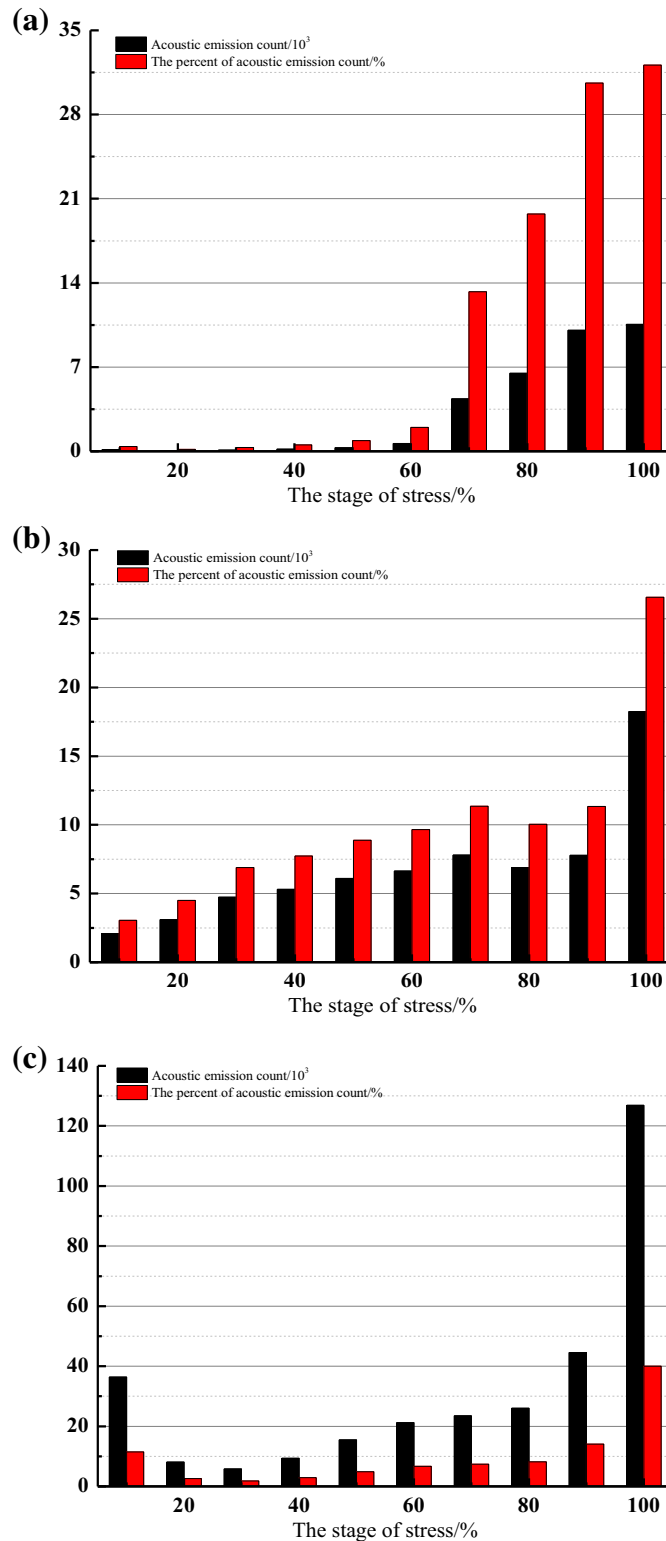 (a)
35
Acoustic emission count/10³
The percent of acoustic emission count/%
28
21
14
7
0
20 40 60 80 100
The stage of stress/%
(b)
30
Acoustic emission count/10³
The percent of acoustic emission count/%
25
20
15
10
5
0
20 40 60 80 100
The stage of stress/%
(c)
140
Acoustic emission count/10³
The percent of acoustic emission count/%
120
100
80
60
40
20
0
20 40 60 80 100
The stage of stress/%